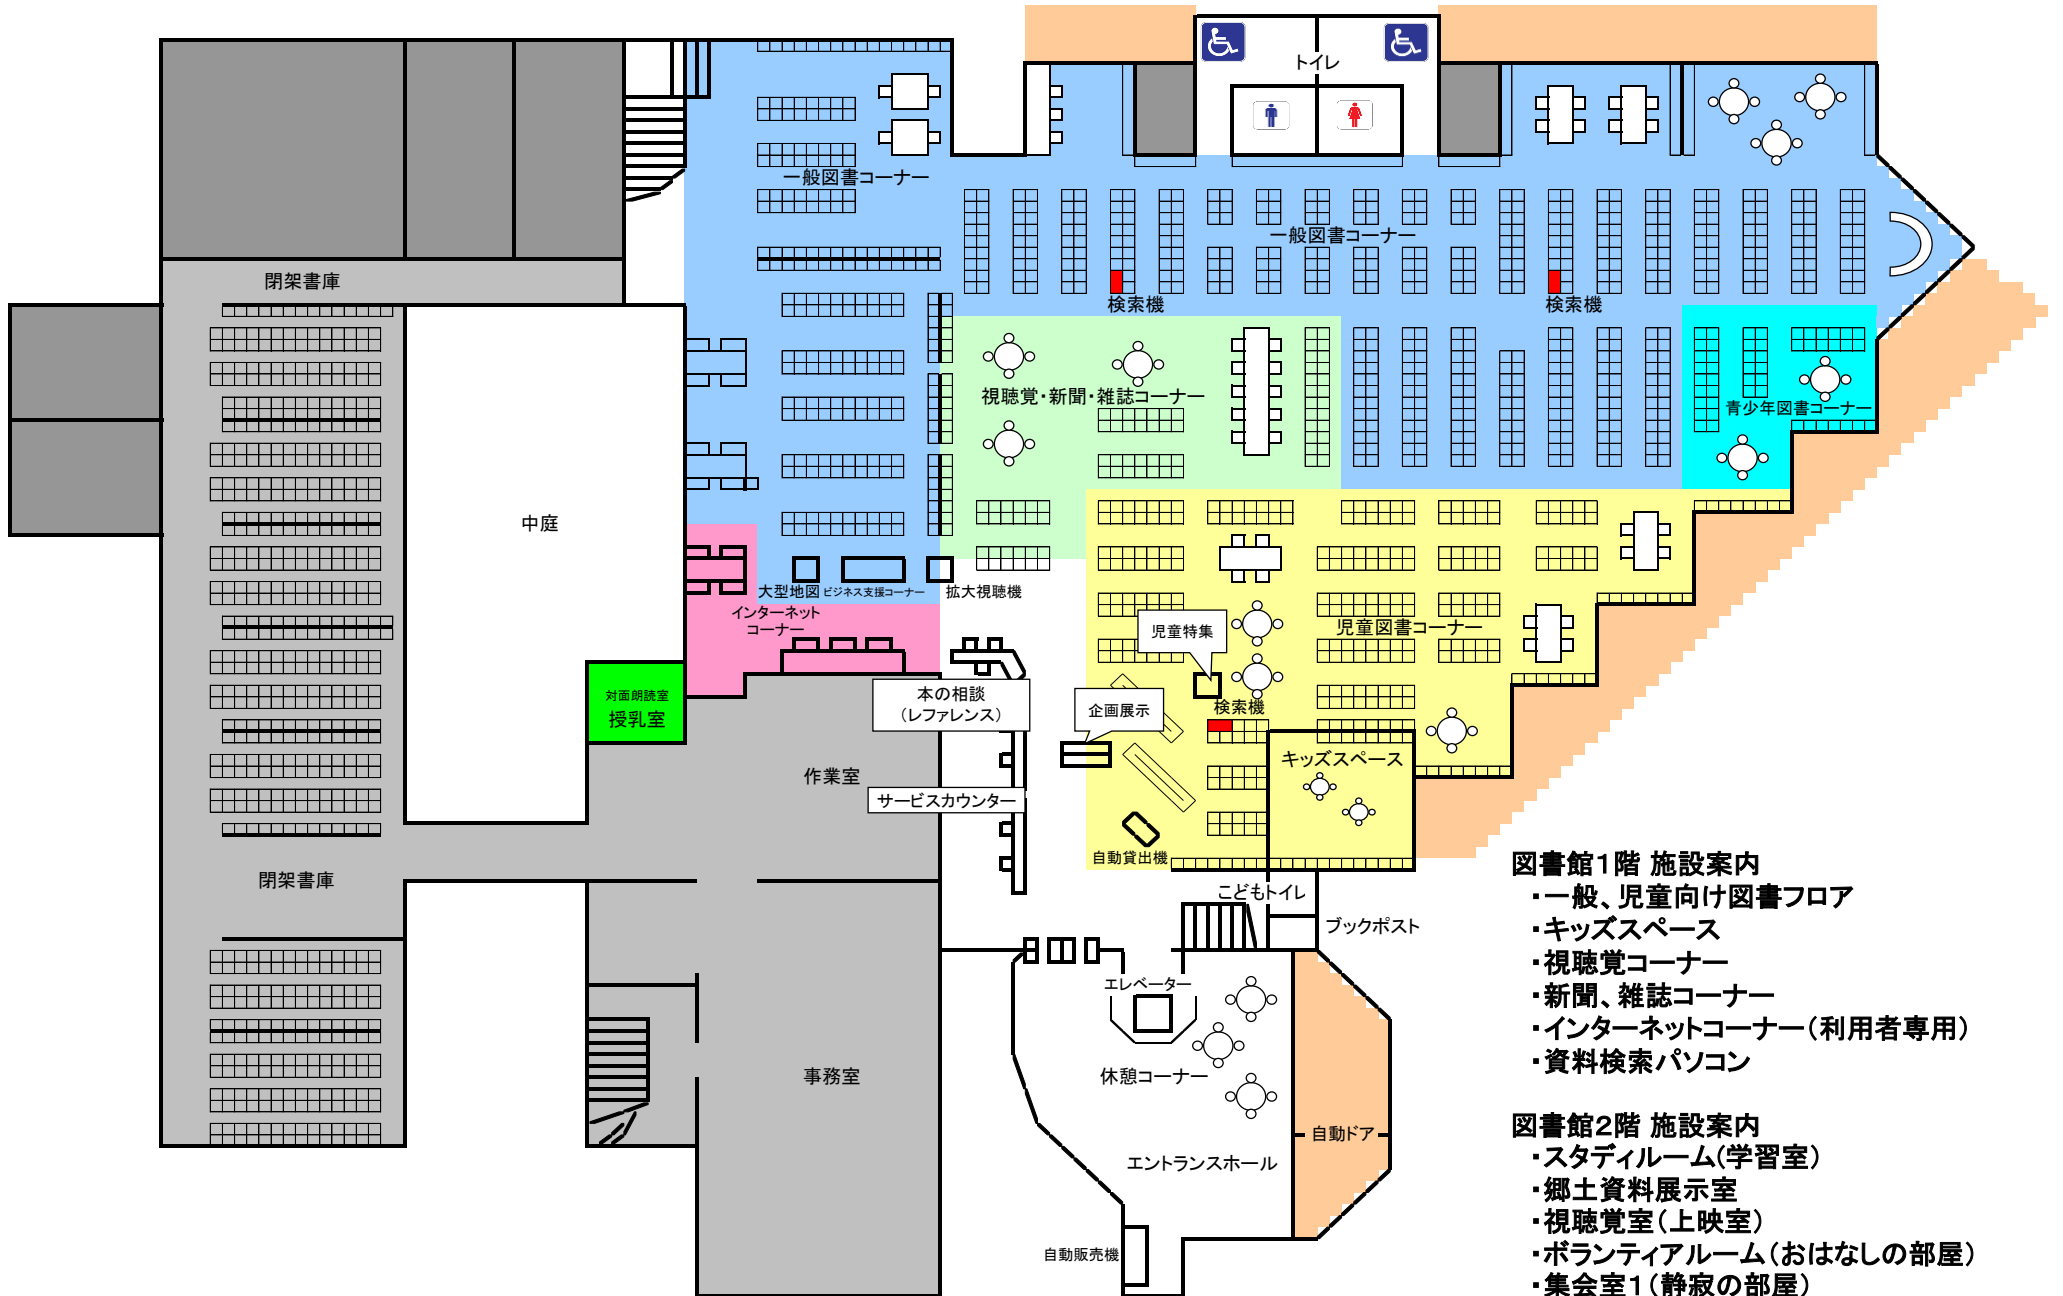 トイレ
一般図書コーナー
一般図書コーナー
閉架書庫
検索機
検索機
視聴覚・新聞・雑誌コーナー
青少年図書コーナー
中庭
大型地図
ビジネス支援コーナー
拡大視聴機
インターネット
コーナー
児童特集
児童図書コーナー
対面朗読室
授乳室
本の相談
（レファレンス）
企画展示
検索機
キッズスペース
作業室
サービスカウンター
自動貸出機
閉架書庫
こどもトイレ
ブックポスト
エレベーター
休憩コーナー
事務室
自動ドア
エントランスホール
自動販売機
図書館１階 施設案内
・一般、児童向け図書フロア
・キッズスペース
・視聴覚コーナー
・新聞、雑誌コーナー
・インターネットコーナー（利用者専用）
・資料検索パソコン
図書館２階 施設案内
・スタディルーム(学習室）
・郷土資料展示室
・視聴覚室（上映室）
・ボランティアルーム（おはなしの部屋）
・集会室１（静寂の部屋）